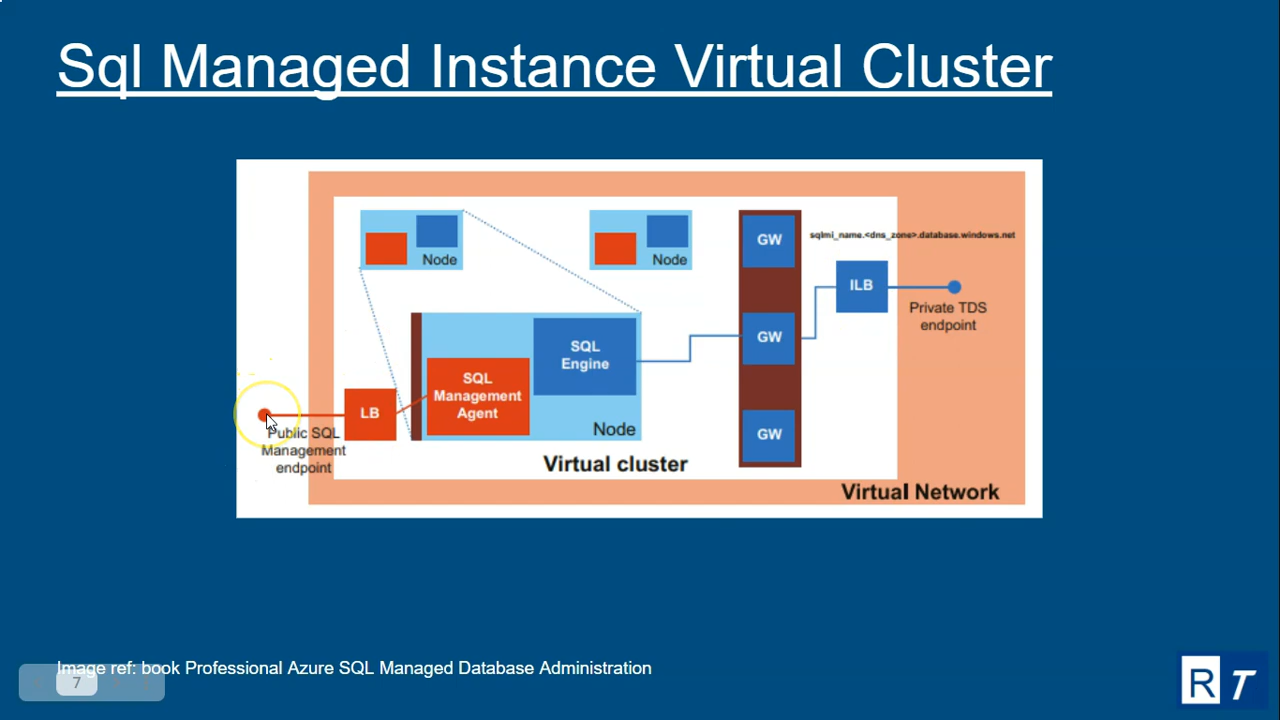 Sql Managed Instance Virtual Cluster
Node
Node
GW
sqlmi_name.<dns_zone>.database.windows.net
ILB
Private TDS
endpoint
SQL
Engine
GW
SQL
Management
Agent
LB
Node
Public SQL
Management
endpoint
GW
Virtual cluster
Virtual Network
Image ref: book Professional Azure SQL Managed Database Administration
7
RT